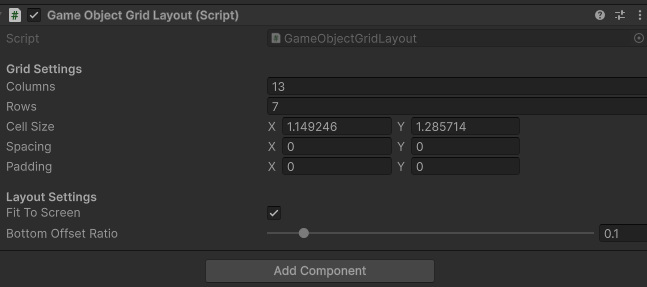 Game Object Grid Layout (Script)
Script GameObjectGridLayout
Grid Settings
Columns 13
Rows 7
Cell Size X 1.149246 Y 1.285714
Spacing X 0 Y 0
Padding X 0 Y 0
Layout Settings
Fit To Screen
Bottom Offset Ratio 0.1
Add Component